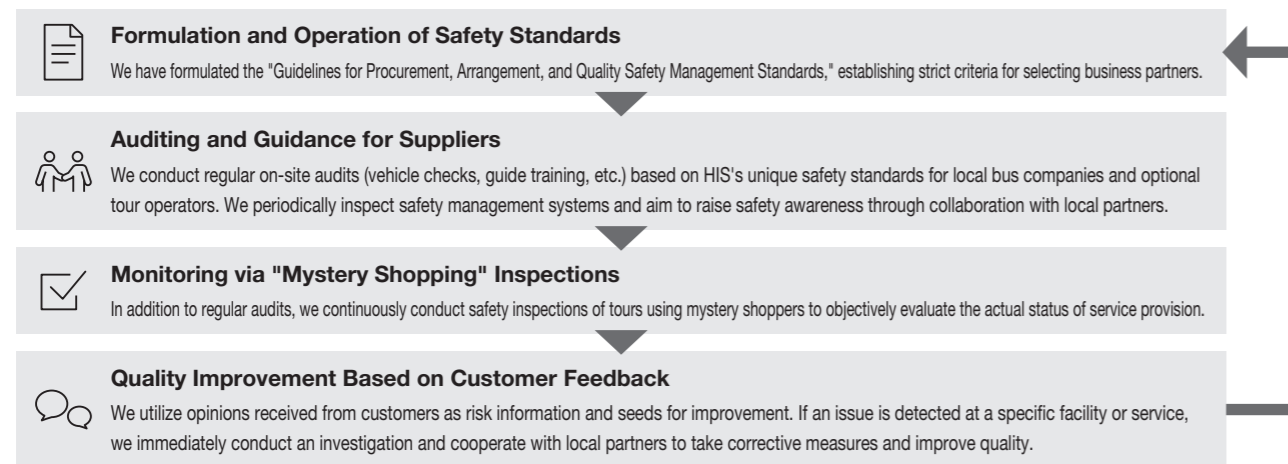 Formulation and Operation of Safety Standards
We have formulated the "Guidelines for Procurement, Arrangement, and Quality Safety Management Standards," establishing strict criteria for selecting business partners.
Auditing and Guidance for Suppliers
We conduct regular on-site audits (vehicle checks, guide training, etc.) based on HIS's unique safety standards for local bus companies and optional
tour operators. We periodically inspect safety management systems and aim to raise safety awareness through collaboration with local partners.
Monitoring via "Mystery Shopping" Inspections
In addition to regular audits, we continuously conduct safety inspections of tours using mystery shoppers to objectively evaluate the actual status of service provision.
Quality Improvement Based on Customer Feedback
We utilize opinions received from customers as risk information and seeds for improvement. If an issue is detected at a specific facility or service,
we immediately conduct an investigation and cooperate with local partners to take corrective measures and improve quality.